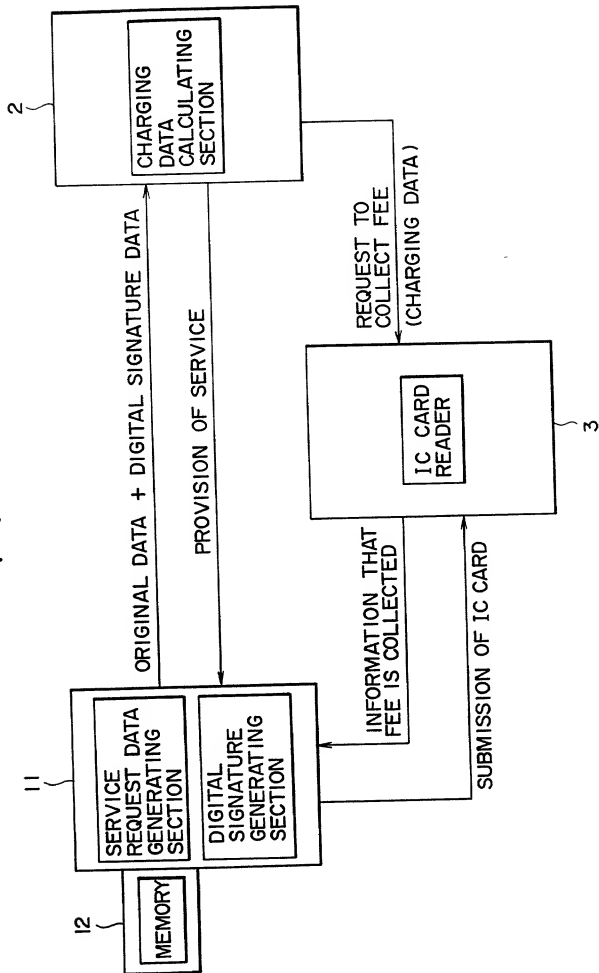 2
CHARGING
DATA
CALCULATING
SECTION
ORIGINAL DATA + DIGITAL SIGNATURE DATA
PROVISION OF SERVICE
REQUEST TO
COLLECT FEE
(CHARGING DATA)
11
SERVICE
REQUEST DATA
GENERATING
SECTION
DIGITAL
SIGNATURE
GENERATING
SECTION
12
MEMORY
INFORMATION THAT
FEE IS COLLECTED
SUBMISSION OF IC CARD
IC CARD
READER
3